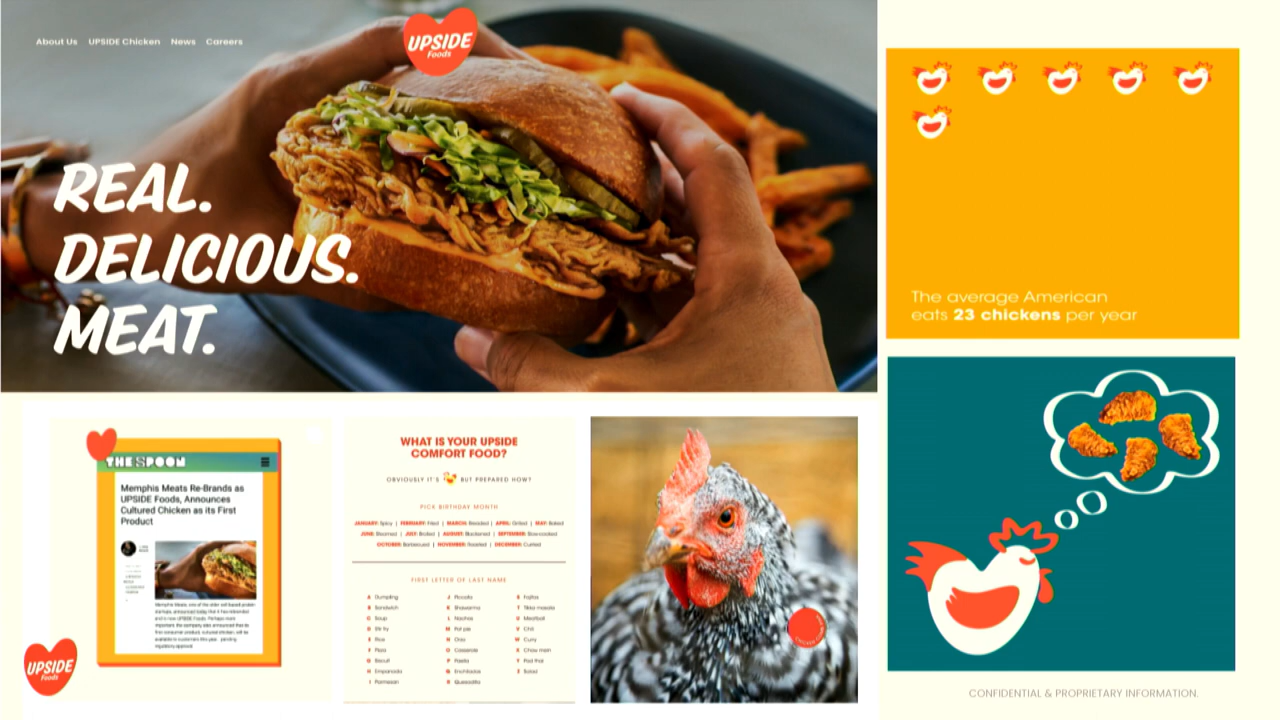 About Us UPSIDE Chicken News Careers
UPSIDE
Foods
REAL.
DELICIOUS.
MEAT.
The average American
eats 23 chickens per year
THE SPOON
Memphis Meats Re-Brands as
UPSIDE Foods, Announces
Cultured Chicken as its First
Product
UPSIDE
Foods
WHAT IS YOUR UPSIDE
COMFORT FOOD?
OBVIOUSLY IT'S BUT PREPARED HOW?
PICK BIRTHDAY MONTH
JANUARY: Spicy | FEBRUARY: Fried | MARCH: Breaded | APRIL: Grilled | MAY: Baked
JUNE: Steamed | JULY: Broiled | AUGUST: Blackened | SEPTEMBER: Slow-cooked
OCTOBER: Barbecued | NOVEMBER: Roasted | DECEMBER: Curried
FIRST LETTER OF LAST NAME
A Dumpling
B Sandwich
C Soup
D Stir fry
E Rice
F Pizza
G Biscuit
H Empanada
I Parmesan
J Piccata
K Shawarma
L Nachos
M Pot pie
N Orzo
O Casserole
P Paella
Q Enchiladas
R Quesadilla
S Fajitas
T Tikka masala
U Meatball
V Chili
W Curry
X Chow mein
Y Pad thai
Z Salad
CONFIDENTIAL & PROPRIETARY INFORMATION.